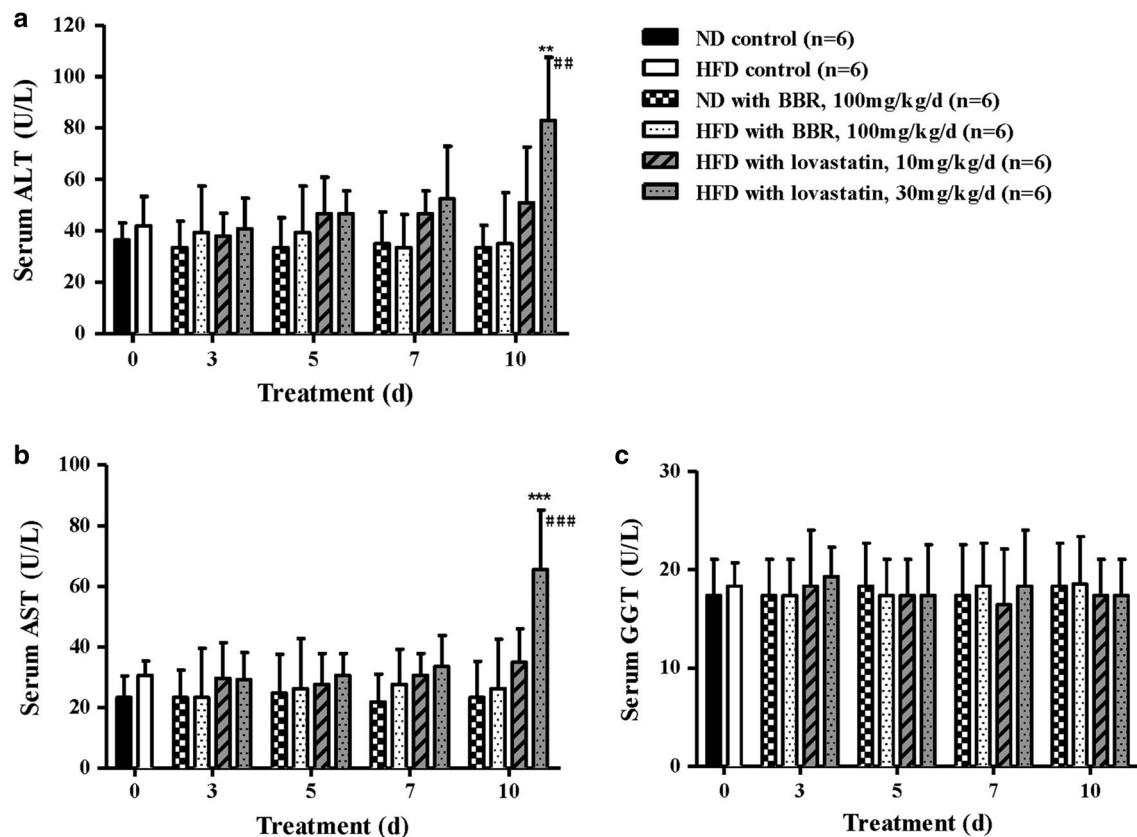 a
120
100
80
60
40
20
0
Serum ALT (U/L)
**
##
0 3 5 7 10
Treatment (d)
ND control (n=6)
HFD control (n=6)
ND with BBR, 100mg/kg/d (n=6)
HFD with BBR, 100mg/kg/d (n=6)
HFD with lovastatin, 10mg/kg/d (n=6)
HFD with lovastatin, 30mg/kg/d (n=6)
b
100
80
60
40
20
0
Serum AST (U/L)
***
###
0 3 5 7 10
Treatment (d)
c
30
20
10
0
Serum GGT (U/L)
0 3 5 7 10
Treatment (d)